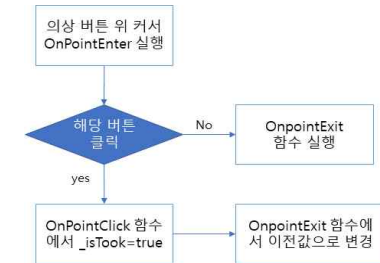 의상 버튼 위 커서
OnPointEnter 실행
해당 버튼
클릭
No
OnpointExit
함수 실행
yes
OnPointClick 함수
에서 _isTook=true
OnpointExit 함수에
서 이전값으로 변경